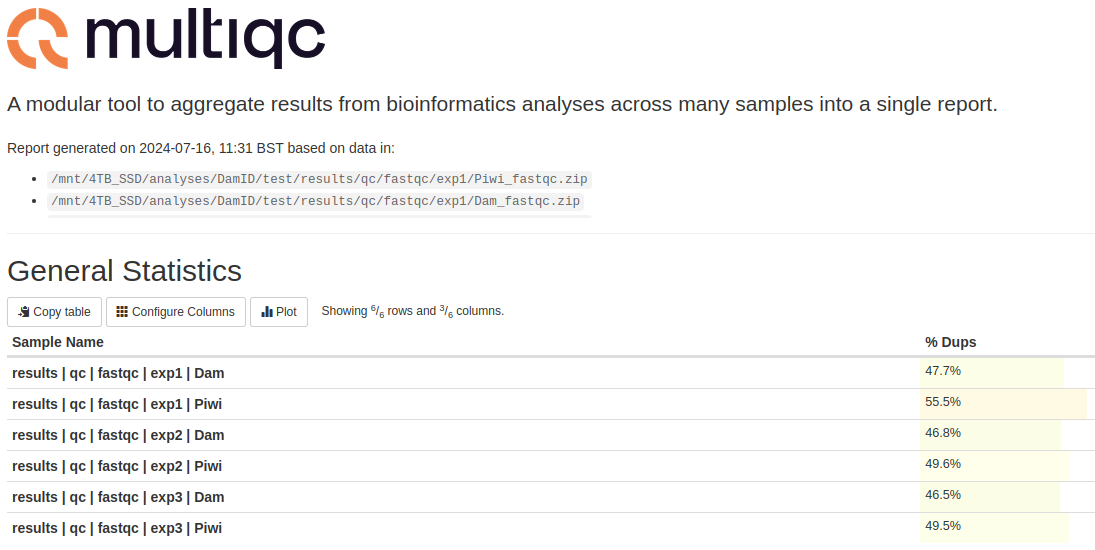 multiqc
A modular tool to aggregate results from bioinformatics analyses across many samples into a single report.
Report generated on 2024-07-16, 11:31 BST based on data in:
/mnt/4TB_SSD/analyses/DamID/test/results/qc/fastqc/exp1/Piwi_fastqc.zip
/mnt/4TB_SSD/analyses/DamID/test/results/qc/fastqc/exp1/Dam_fastqc.zip
General Statistics
Copy table Configure Columns Plot Showing 6/6 rows and 3/6 columns.
Sample Name % Dups
results | qc | fastqc | exp1 | Dam 47.7%
results | qc | fastqc | exp1 | Piwi 55.5%
results | qc | fastqc | exp2 | Dam 46.8%
results | qc | fastqc | exp2 | Piwi 49.6%
results | qc | fastqc | exp3 | Dam 46.5%
results | qc | fastqc | exp3 | Piwi 49.5%